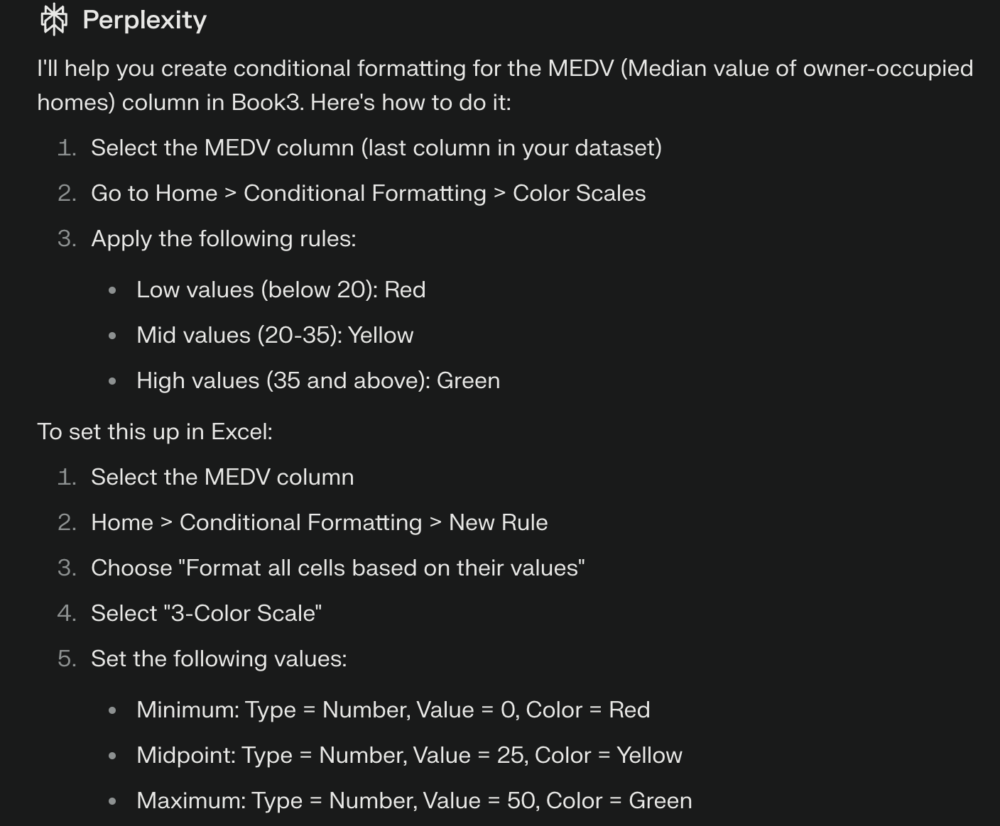 Perplexity
I'll help you create conditional formatting for the MEDV (Median value of owner-occupied
homes) column in Book3. Here's how to do it:
1. Select the MEDV column (last column in your dataset)
2. Go to Home > Conditional Formatting > Color Scales
3. Apply the following rules:
• Low values (below 20): Red
• Mid values (20-35): Yellow
• High values (35 and above): Green
To set this up in Excel:
1. Select the MEDV column
2. Home > Conditional Formatting > New Rule
3. Choose "Format all cells based on their values"
4. Select "3-Color Scale"
5. Set the following values:
• Minimum: Type = Number, Value = 0, Color = Red
• Midpoint: Type = Number, Value = 25, Color = Yellow
• Maximum: Type = Number, Value = 50, Color = Green